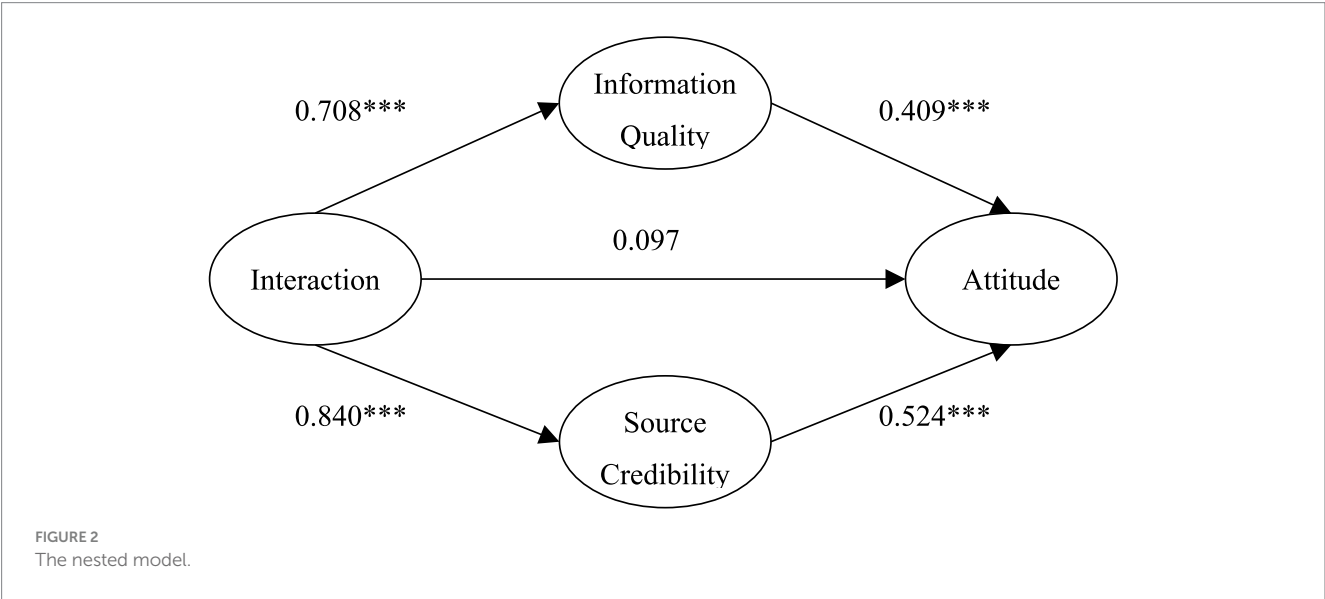 Information
Quality
0.708***
0.409***
0.097
Interaction
Attitude
0.840***
0.524***
Source
Credibility
FIGURE 2
The nested model.